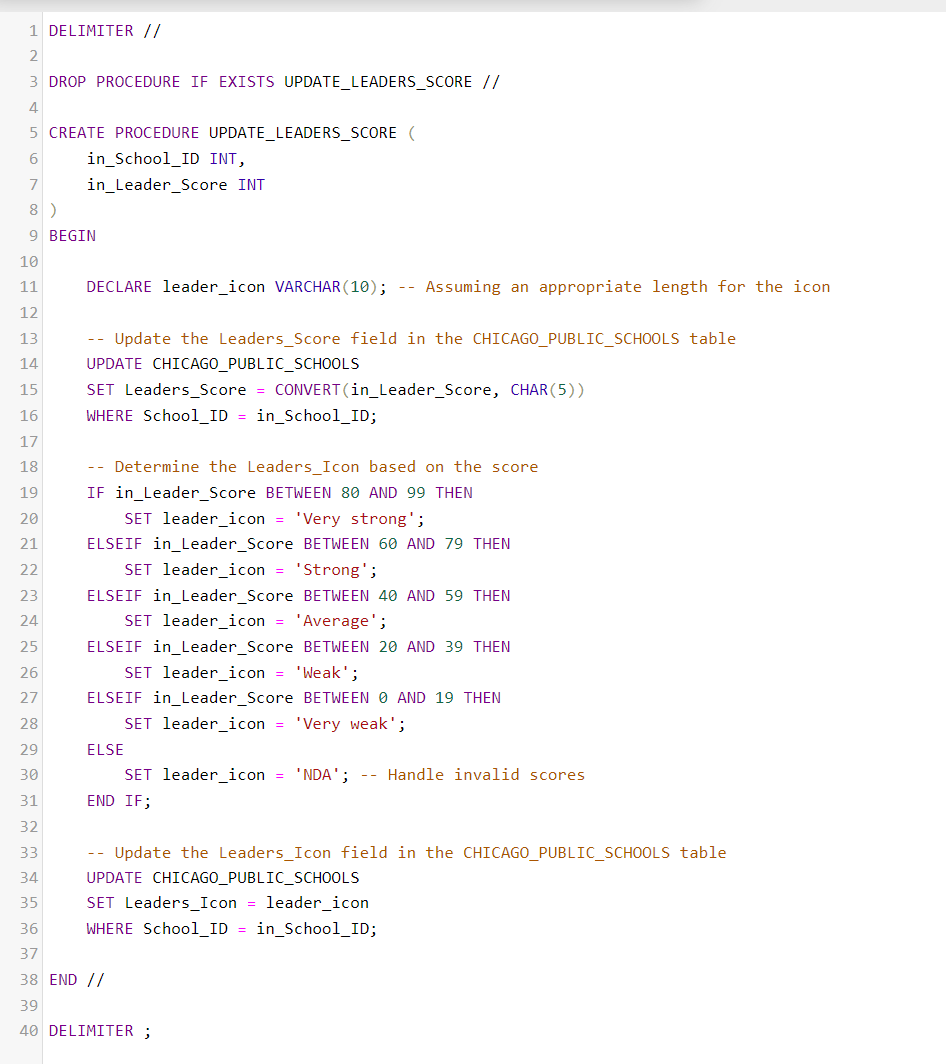 1 DELIMITER //
2
3 DROP PROCEDURE IF EXISTS UPDATE_LEADERS_SCORE //
4
5 CREATE PROCEDURE UPDATE_LEADERS_SCORE (
6     in_School_ID INT,
7     in_Leader_Score INT
8 )
9 BEGIN
10
11     DECLARE leader_icon VARCHAR(10); -- Assuming an appropriate length for the icon
12
13     -- Update the Leaders_Score field in the CHICAGO_PUBLIC_SCHOOLS table
14     UPDATE CHICAGO_PUBLIC_SCHOOLS
15     SET Leaders_Score = CONVERT(in_Leader_Score, CHAR(5))
16     WHERE School_ID = in_School_ID;
17
18     -- Determine the Leaders_Icon based on the score
19     IF in_Leader_Score BETWEEN 80 AND 99 THEN
20         SET leader_icon = 'Very strong';
21     ELSEIF in_Leader_Score BETWEEN 60 AND 79 THEN
22         SET leader_icon = 'Strong';
23     ELSEIF in_Leader_Score BETWEEN 40 AND 59 THEN
24         SET leader_icon = 'Average';
25     ELSEIF in_Leader_Score BETWEEN 20 AND 39 THEN
26         SET leader_icon = 'Weak';
27     ELSEIF in_Leader_Score BETWEEN 0 AND 19 THEN
28         SET leader_icon = 'Very weak';
29     ELSE
30         SET leader_icon = 'NDA'; -- Handle invalid scores
31     END IF;
32
33     -- Update the Leaders_Icon field in the CHICAGO_PUBLIC_SCHOOLS table
34     UPDATE CHICAGO_PUBLIC_SCHOOLS
35     SET Leaders_Icon = leader_icon
36     WHERE School_ID = in_School_ID;
37
38 END //
39
40 DELIMITER ;